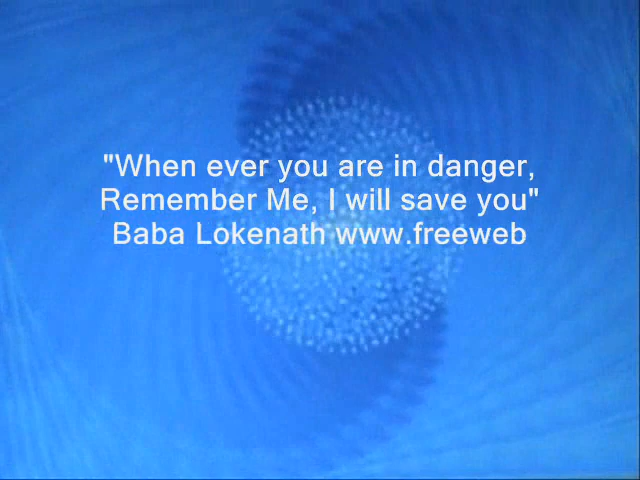 "When ever you are in danger,
Remember Me, I will save you"
Baba Lokenath www.freeweb